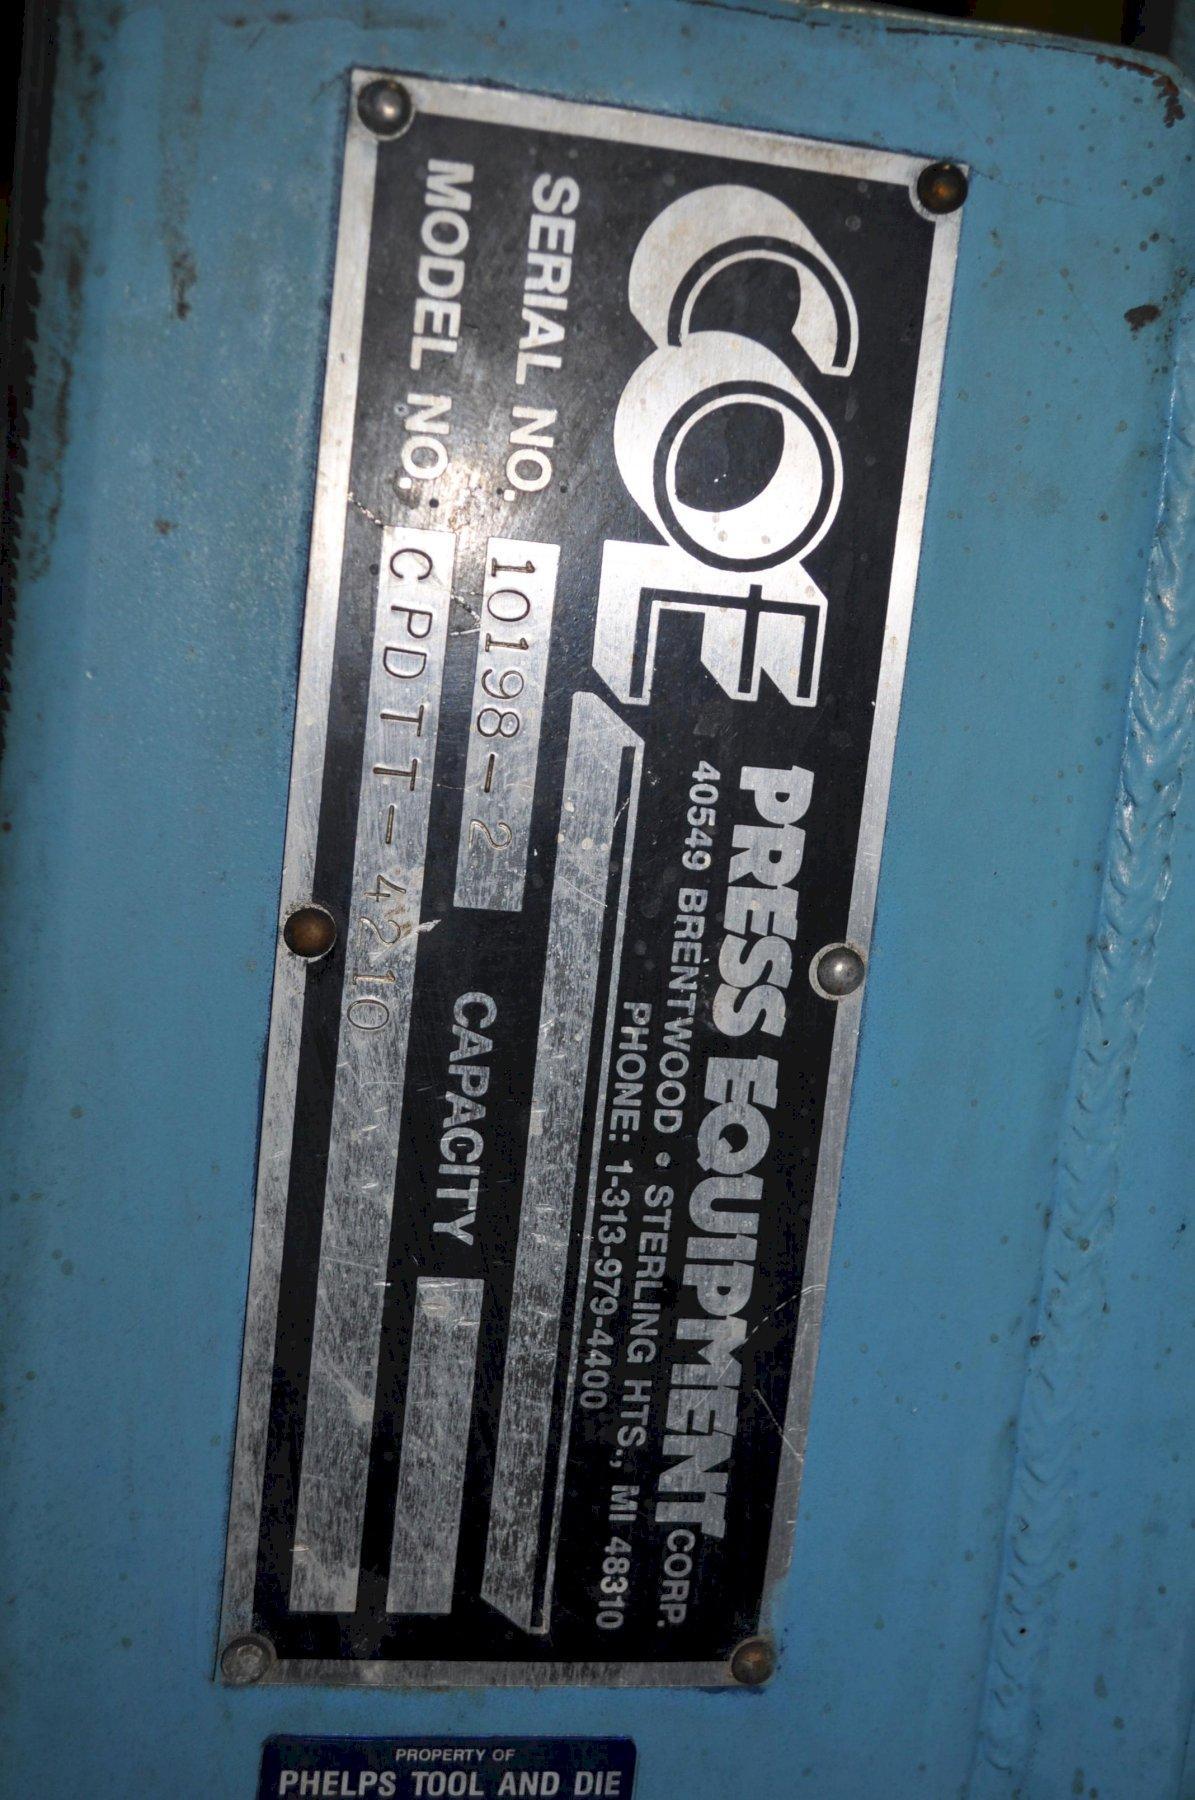 COE PRESS EQUIPMENT CORP.
40549 BRENTWOOD • STERLING HTS., MI 48310
PHONE: 1-313-979-4400
SERIAL NO. 10198-2 CAPACITY
MODEL NO. CPDTT-4210
PROPERTY OF
PHELPS TOOL AND DIE